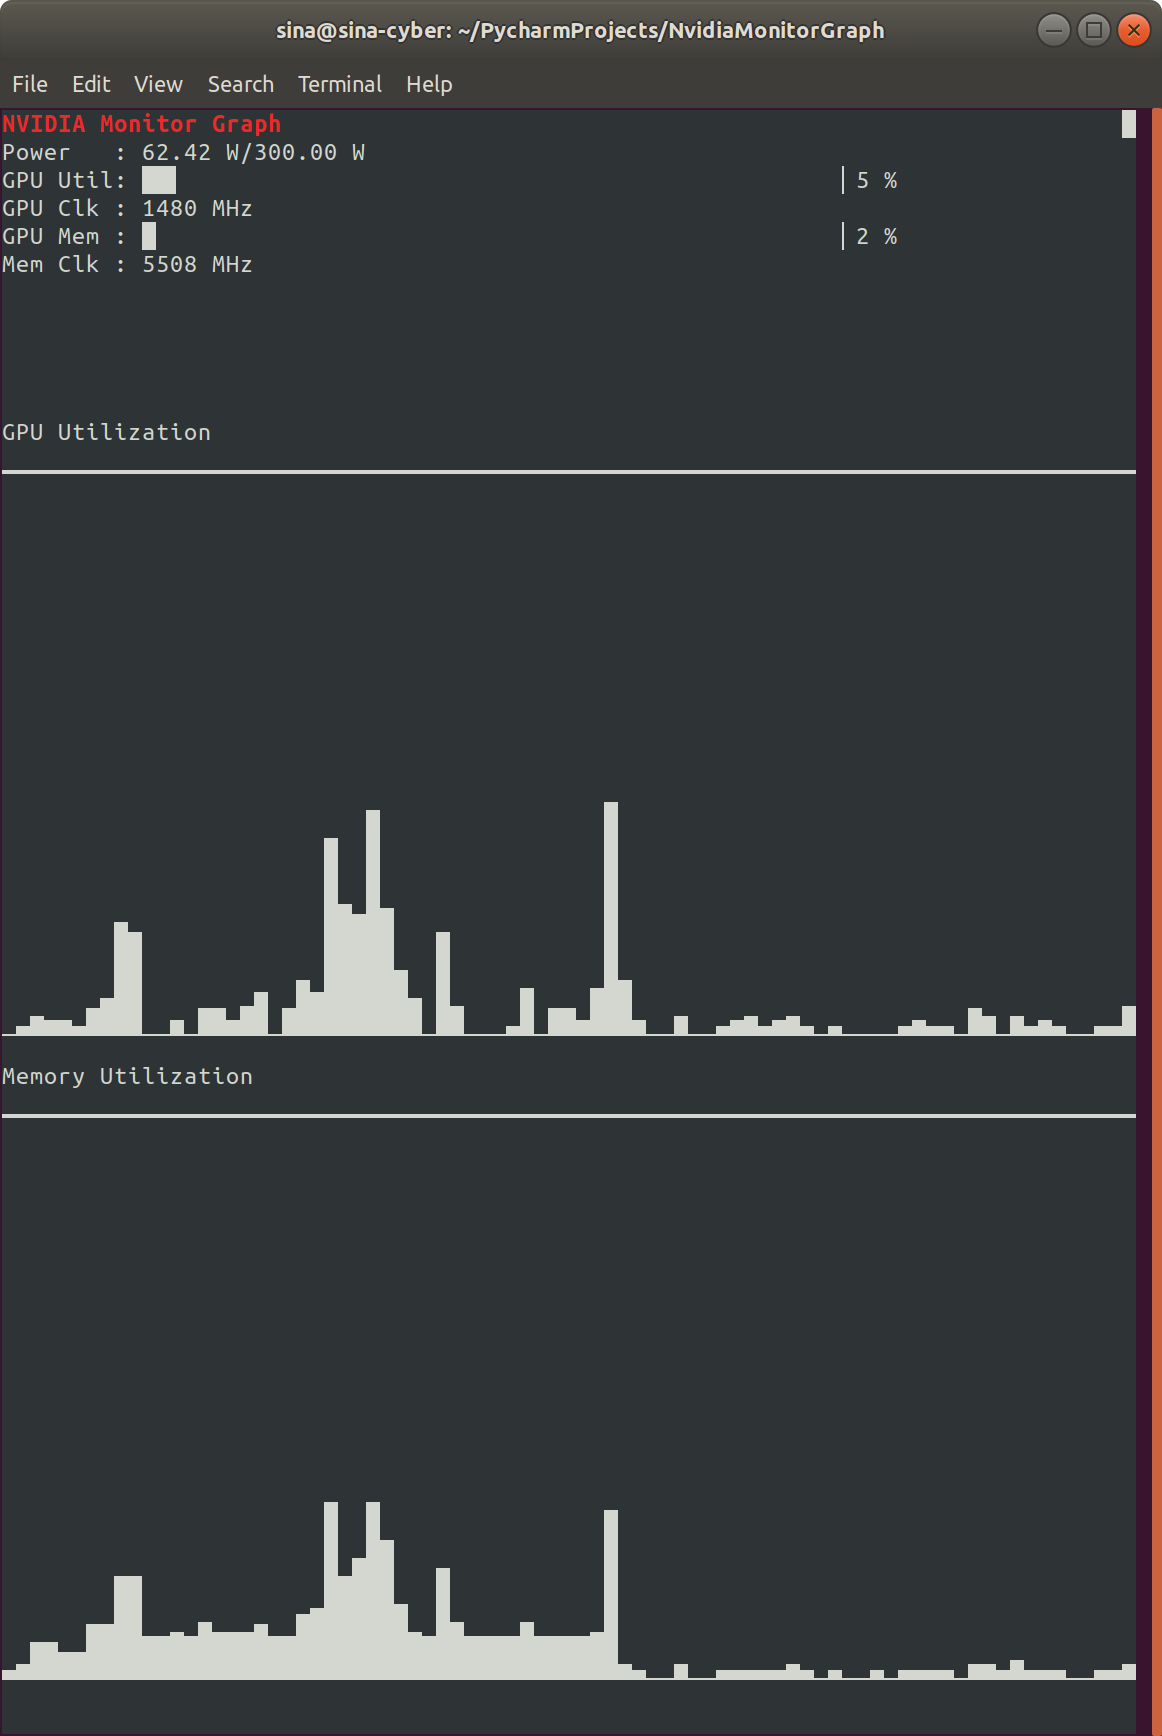 sina@sina-cyber: ~/PycharmProjects/NvidiaMonitorGraph
File Edit View Search Terminal Help
NVIDIA Monitor Graph
Power   : 62.42 W/300.00 W
GPU Util: | 5 %
GPU Clk : 1480 MHz
GPU Mem : | 2 %
Mem Clk : 5508 MHz
GPU Utilization
Memory Utilization